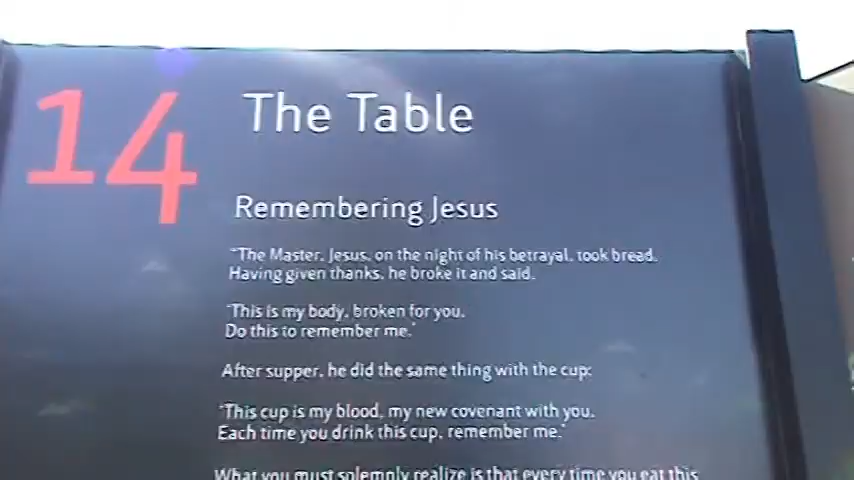 14
The Table
Remembering Jesus
"The Master, Jesus, on the night of his betrayal, took bread.
Having given thanks, he broke it and said,
'This is my body, broken for you.
Do this to remember me.'
After supper, he did the same thing with the cup:
'This cup is my blood, my new covenant with you.
Each time you drink this cup, remember me.'
What you must solemnly realize is that every time you eat this